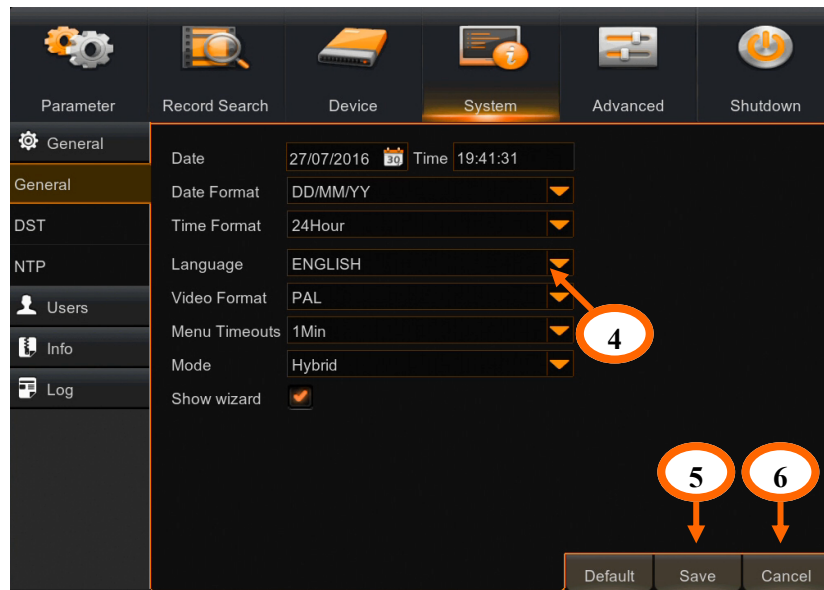 Parameter Record Search Device System Advanced Shutdown
General
General
DST
NTP
Users
Info
Log
Date 27/07/2016 30 Time 19:41:31
Date Format DD/MM/YY
Time Format 24Hour
Language ENGLISH
Video Format PAL
Menu Timeouts 1Min
Mode Hybrid
Show wizard
4
5 6
Default Save Cancel